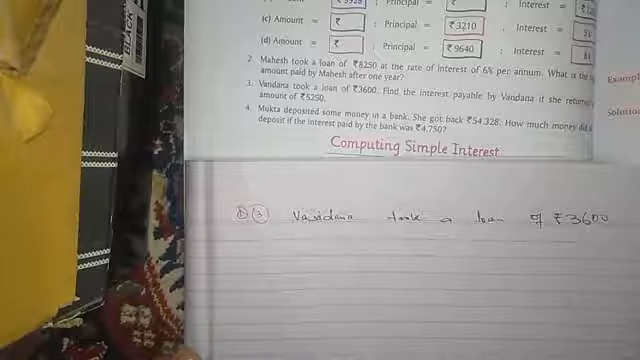 BLACK
; Principal = ₹ ; Interest =
(c) Amount = ₹ ; Principal = ₹3210 . Interest =
(d) Amount = ₹ ; Principal = ₹9640 ; Interest =
2. Mahesh took a loan of ₹8250 at the rate of interest of 6% per annum. What is the
amount paid by Mahesh after one year?
3. Vandana took a loan of ₹3600. Find the interest payable by Vandana if she
amount of ₹5250.
4. Mukta deposited some money in a bank. She got back ₹54,328. How much money
deposit if the interest paid by the bank was ₹4,750?
Computing Simple Interest
3 Vandana took a loan of ₹3600